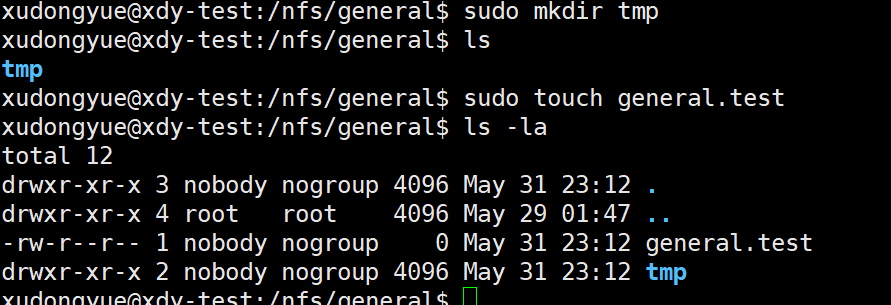 xudongyue@xdy-test:/nfs/general$ sudo mkdir tmp
xudongyue@xdy-test:/nfs/general$ ls
tmp
xudongyue@xdy-test:/nfs/general$ sudo touch general.test
xudongyue@xdy-test:/nfs/general$ ls -la
total 12
drwxr-xr-x 3 nobody nogroup 4096 May 31 23:12 .
drwxr-xr-x 4 root   root    4096 May 29 01:47 ..
-rw-r--r-- 1 nobody nogroup    0 May 31 23:12 general.test
drwxr-xr-x 2 nobody nogroup 4096 May 31 23:12 tmp
xudongyue@xdy-test:/nfs/general$